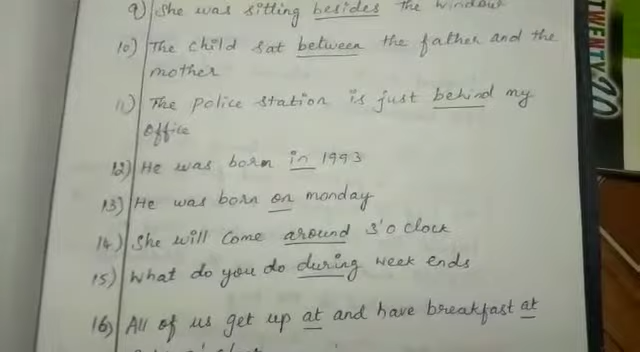 9) She was sitting besides the window
10) The child sat between the father and the
mother
11) The police station is just behind my
office
12) He was born in 1993
13) He was born on monday
14) She will come around 3'o clock
15) What do you do during week ends
16) All of us get up at and have breakfast at
TWENTY20